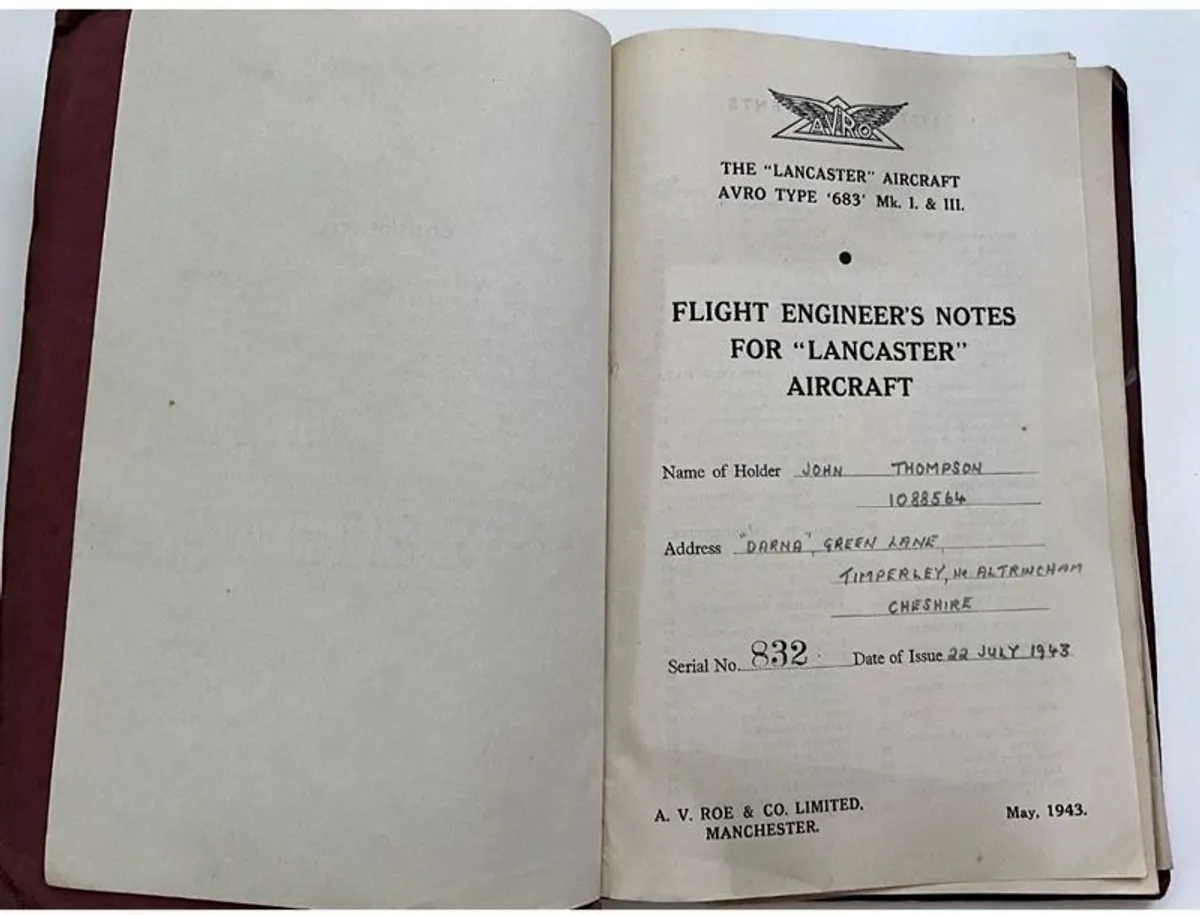 AVRO
THE "LANCASTER" AIRCRAFT
AVRO TYPE '683' Mk. I. & III.
FLIGHT ENGINEER'S NOTES
FOR "LANCASTER"
AIRCRAFT
Name of Holder JOHN THOMPSON
1088564
Address "DARNA", GREEN LANE,
TIMPERLEY, Nr ALTRINCHAM
CHESHIRE
Serial No. 832 Date of Issue 22 JULY 1943
A. V. ROE & CO. LIMITED,
MANCHESTER.
May, 1943.